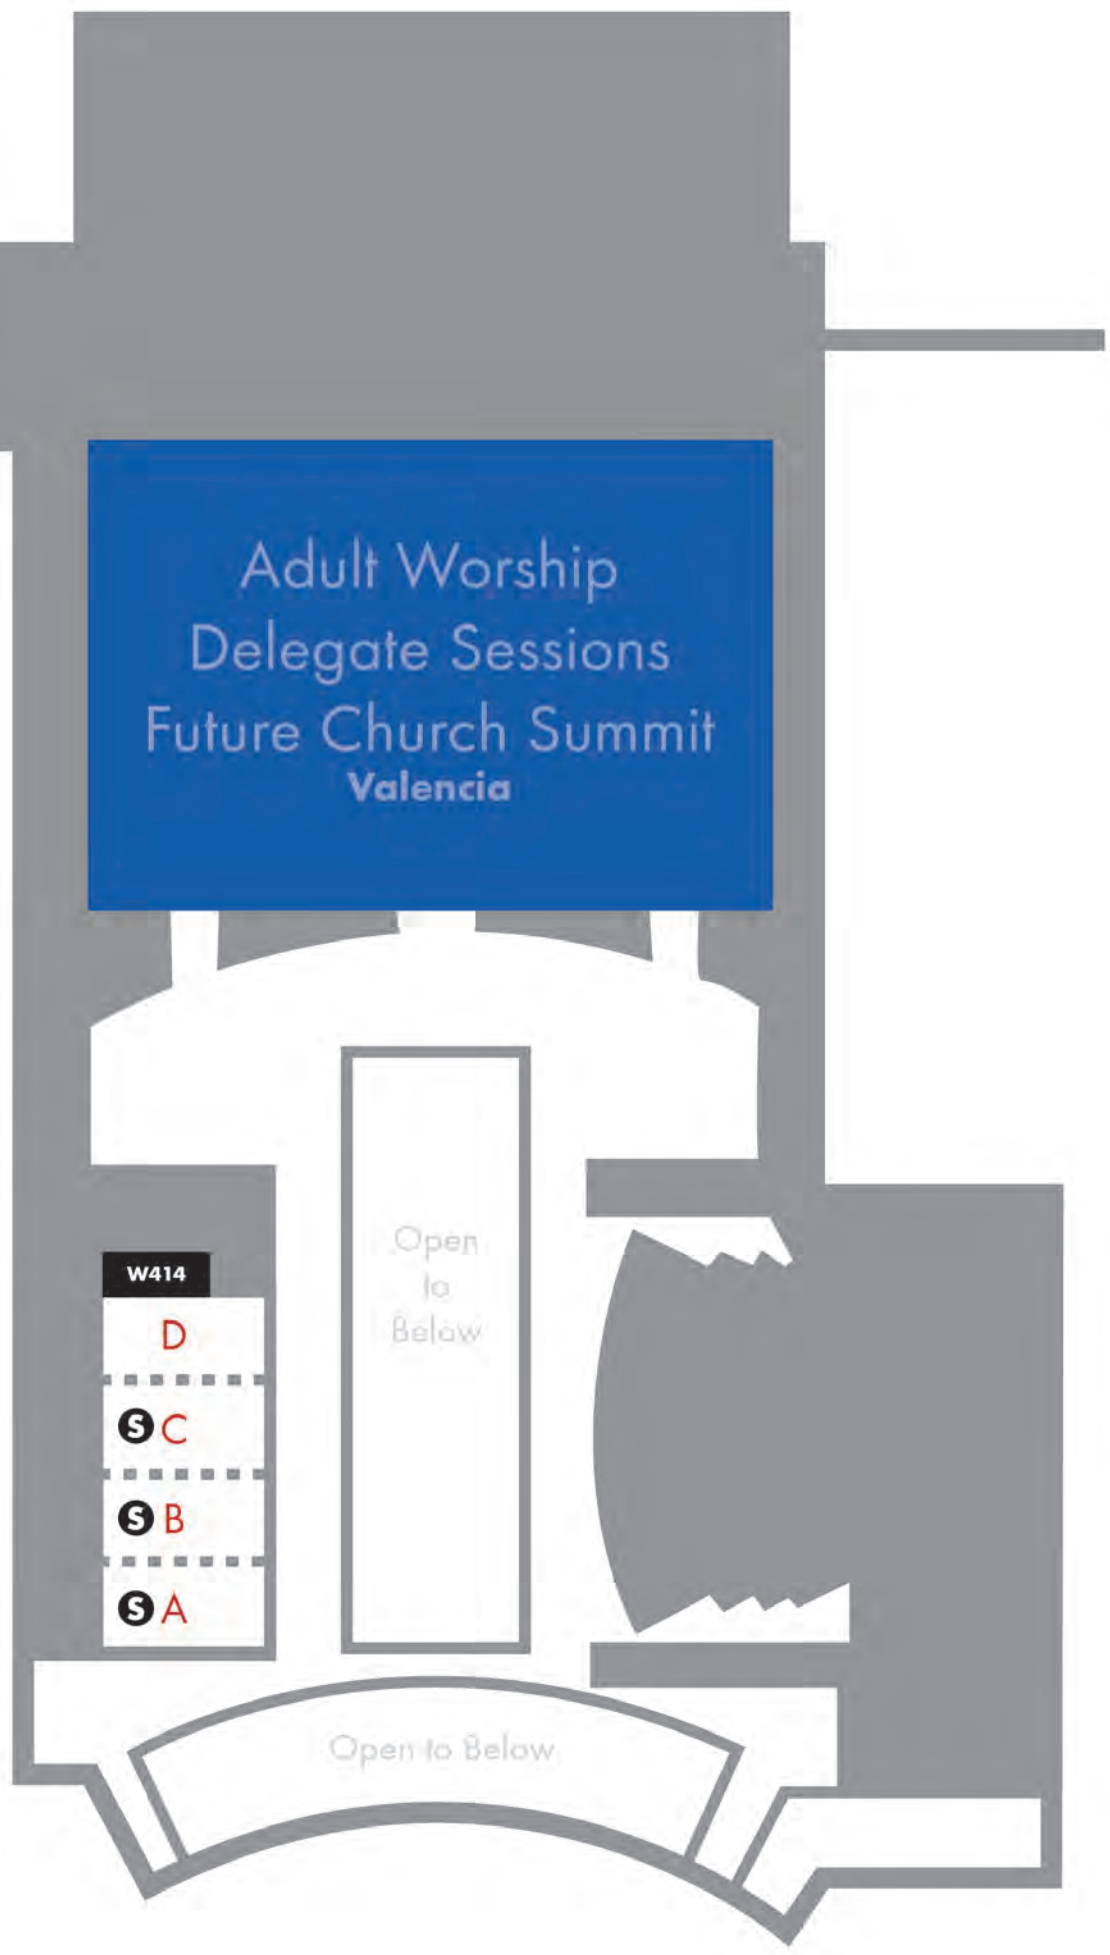 Adult Worship
Delegate Sessions
Future Church Summit
Valencia
Open
to
Below
W414
D
S C
S B
S A
Open to Below